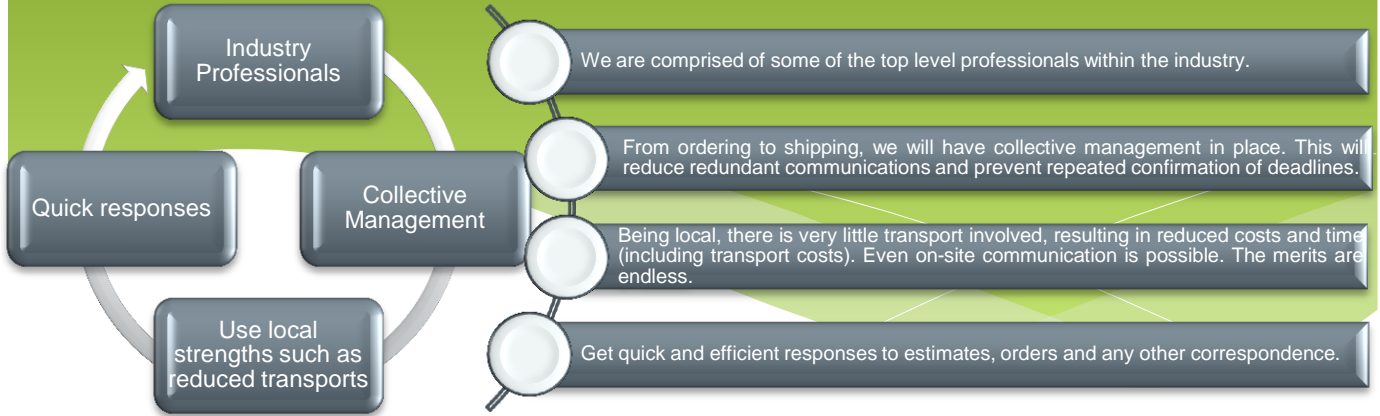 Industry
Professionals
Quick responses
Collective
Management
Use local
strengths such as
reduced transports
We are comprised of some of the top level professionals within the industry.
From ordering to shipping, we will have collective management in place. This will
reduce redundant communications and prevent repeated confirmation of deadlines.
Being local, there is very little transport involved, resulting in reduced costs and time
(including transport costs). Even on-site communication is possible. The merits are
endless.
Get quick and efficient responses to estimates, orders and any other correspondence.